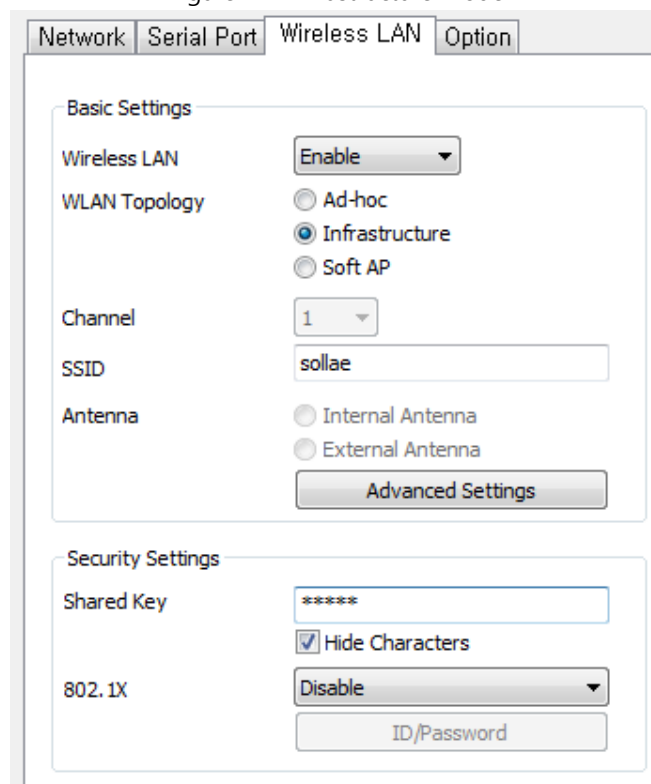 Network Serial Port Wireless LAN Option
Basic Settings
Wireless LAN Enable
WLAN Topology Ad-hoc
Infrastructure
Soft AP
Channel 1
SSID sollae
Antenna Internal Antenna
External Antenna
Advanced Settings
Security Settings
Shared Key *****
Hide Characters
802.1X Disable
ID/Password